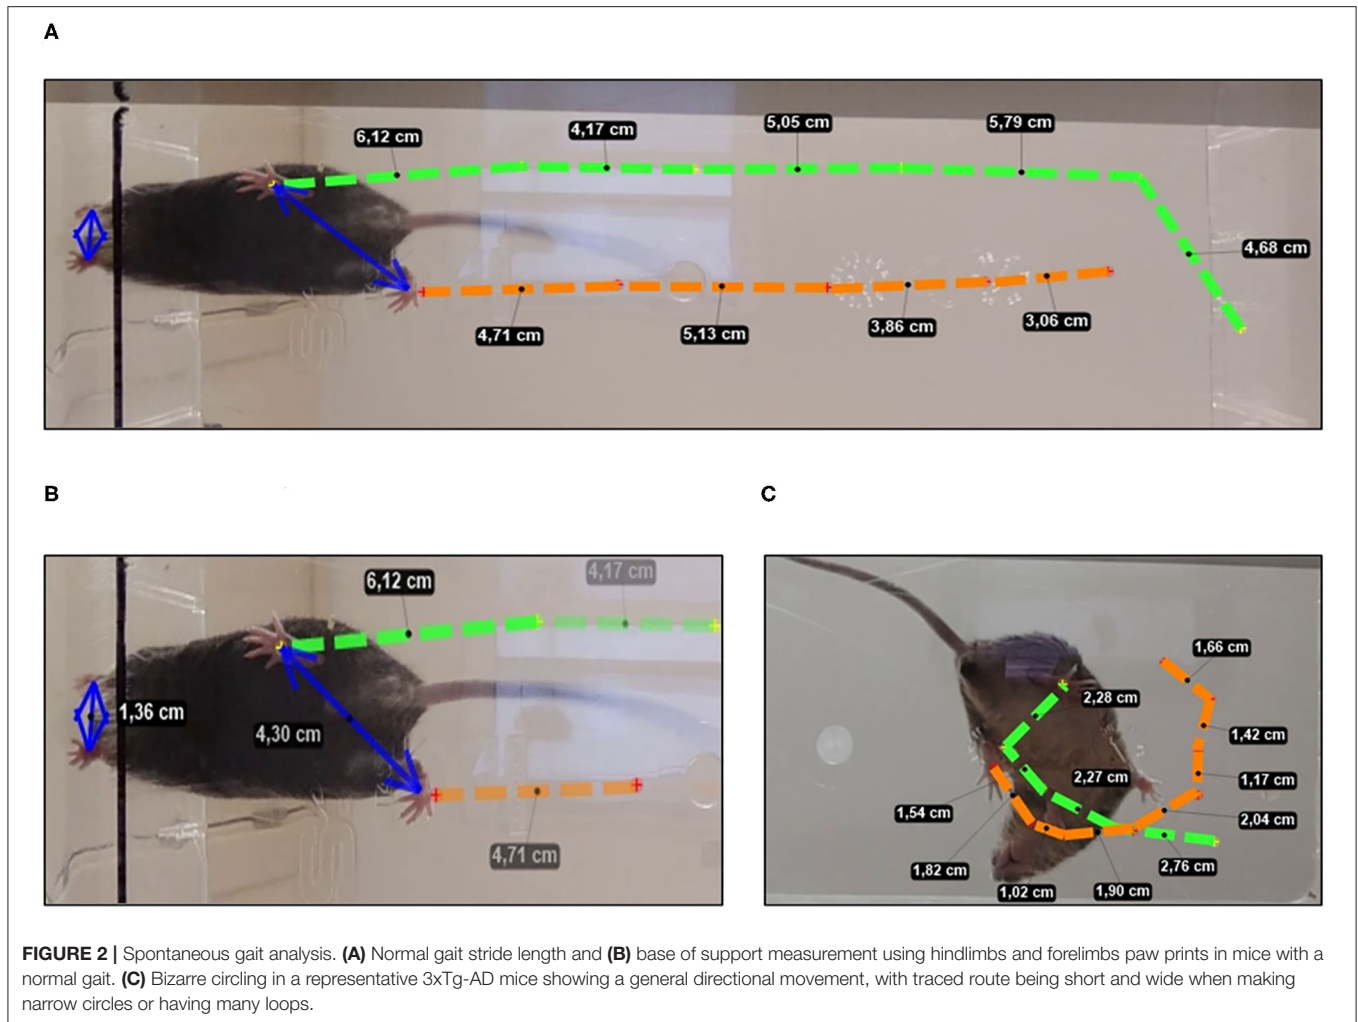 A
6,12 cm
4,17 cm
5,05 cm
5,79 cm
4,68 cm
4,71 cm
5,13 cm
3,86 cm
3,06 cm
B
6,12 cm
4,17 cm
1,36 cm
4,30 cm
4,71 cm
C
1,66 cm
2,28 cm
1,42 cm
2,27 cm
1,17 cm
1,54 cm
2,04 cm
1,82 cm
2,76 cm
1,02 cm
1,90 cm
FIGURE 2 | Spontaneous gait analysis. (A) Normal gait stride length and (B) base of support measurement using hindlimbs and forelimbs paw prints in mice with a
normal gait. (C) Bizarre circling in a representative 3xTg-AD mice showing a general directional movement, with traced route being short and wide when making
narrow circles or having many loops.